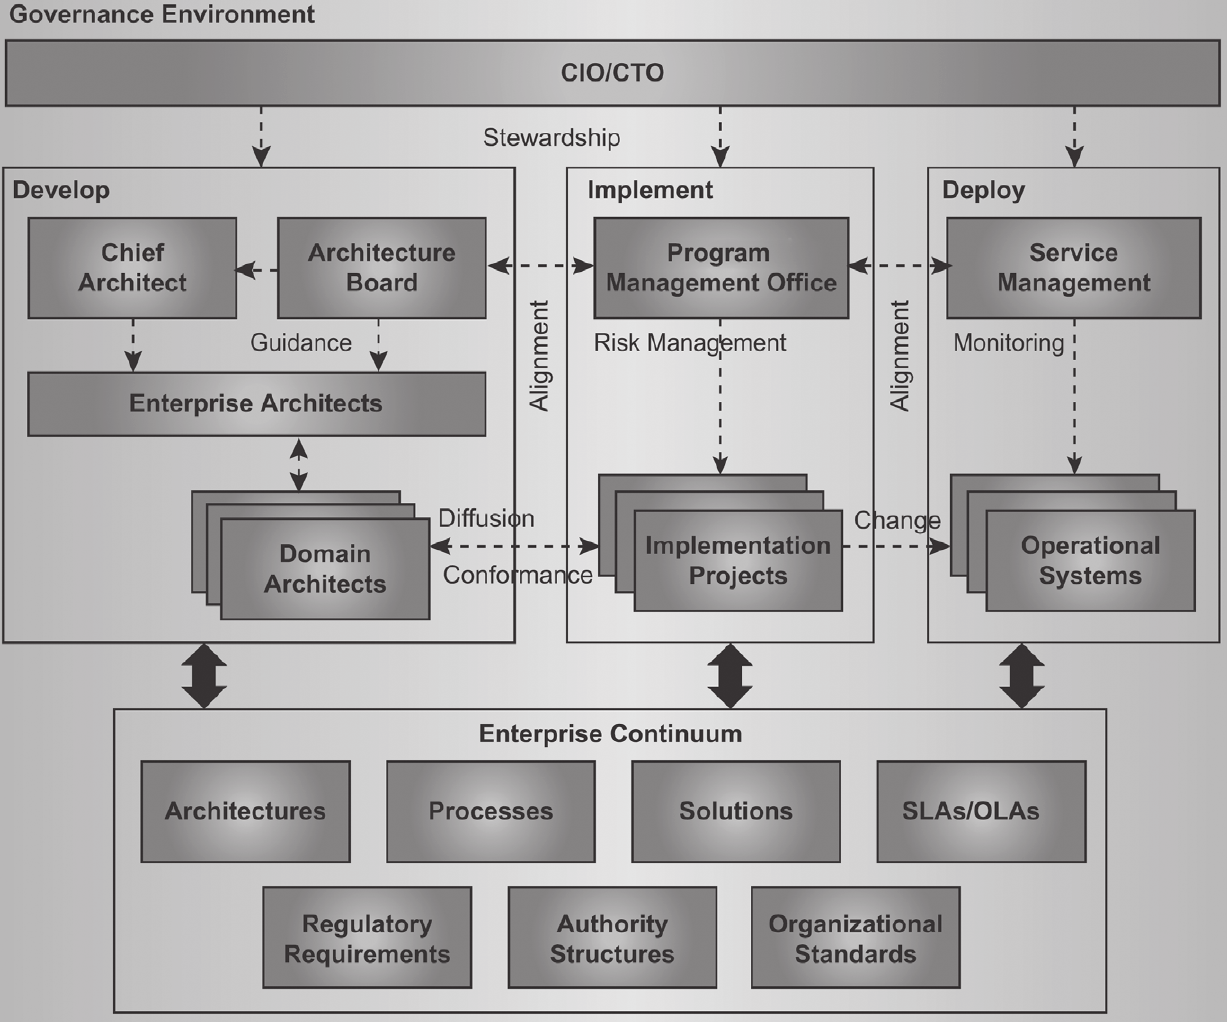 Governance Environment
CIO/CTO
Stewardship
Develop
Chief
Architect
Architecture
Board
Guidance
Enterprise Architects
Domain
Architects
Alignment
Diffusion
Conformance
Implement
Program
Management Office
Risk Management
Implementation
Projects
Alignment
Change
Deploy
Service
Management
Monitoring
Operational
Systems
Enterprise Continuum
Architectures
Processes
Solutions
SLAs/OLAs
Regulatory
Requirements
Authority
Structures
Organizational
Standards